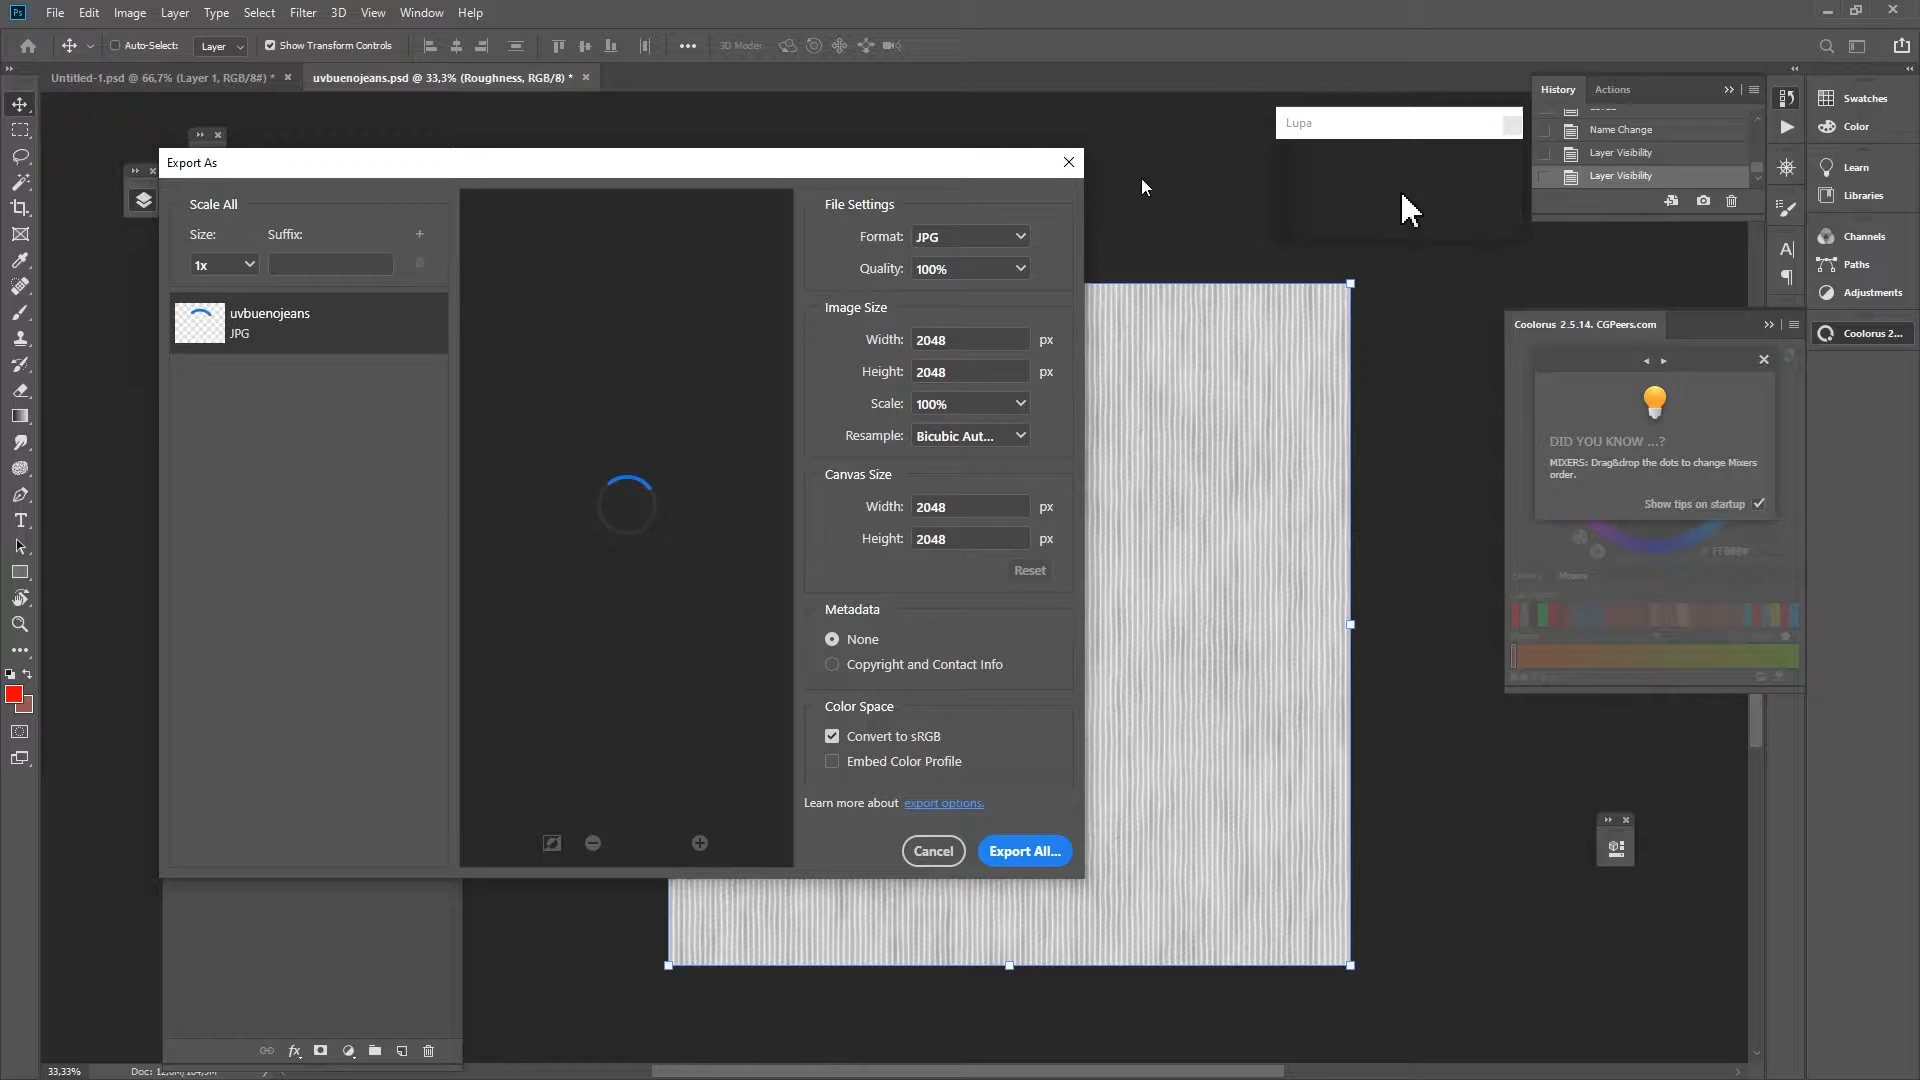 Ps File Edit Image Layer Type Select Filter 3D View Window Help
Auto-Select: Layer Show Transform Controls 3D Mode:
Untitled-1.psd @ 66,7% (Layer 1, RGB/8#) *
uvbuenojeans.psd @ 33,3% (Roughness, RGB/8) *
Export As
Scale All
Size: Suffix:
1x
uvbuenojeans
JPG
File Settings
Format: JPG
Quality: 100%
Image Size
Width: 2048 px
Height: 2048 px
Scale: 100%
Resample: Bicubic Aut...
Canvas Size
Width: 2048 px
Height: 2048 px
Reset
Metadata
None
Copyright and Contact Info
Color Space
Convert to sRGB
Embed Color Profile
Learn more about export options.
Cancel Export All...
Lupa
History Actions
Name Change
Layer Visibility
Layer Visibility
Swatches
Color
Learn
Libraries
Channels
Paths
Adjustments
Coolorus 2...
Coolorus 2.5.14. CGPeers.com
DID YOU KNOW ...?
MIXERS: Drag&drop the dots to change Mixers
order.
Show tips on startup
Mixers
fx
33,33% Doc: